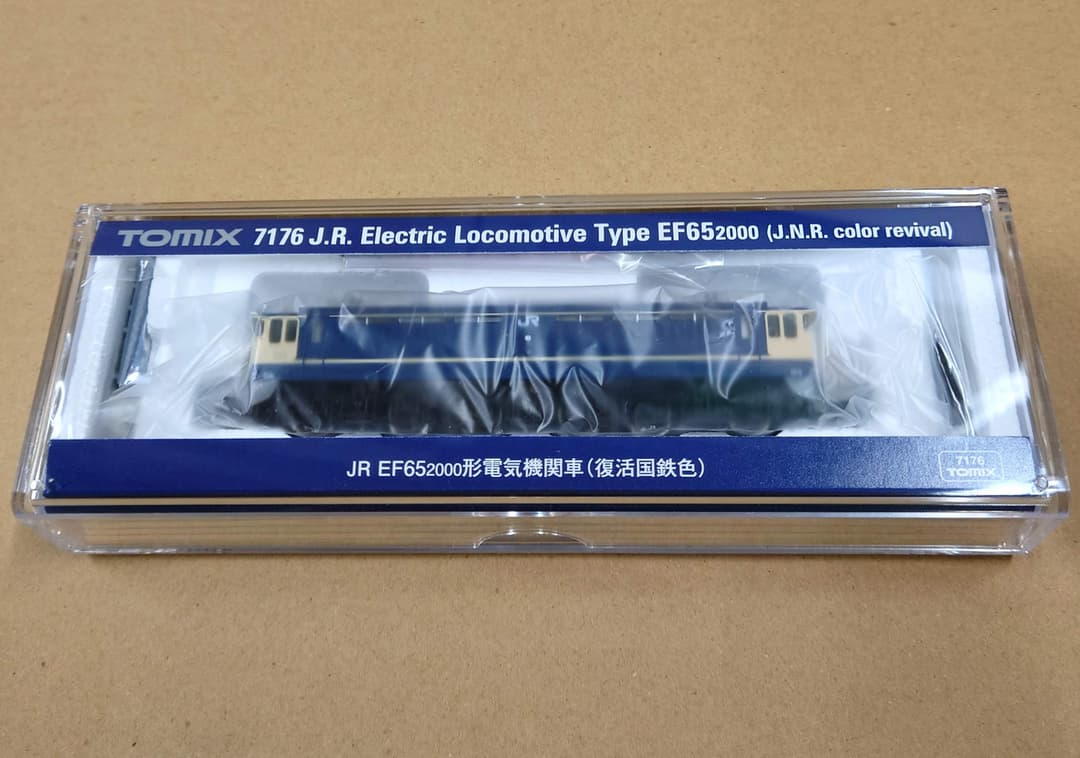 TOMIX 7176 J.R. Electric Locomotive Type EF652000 (J.N.R. color revival)
JR
JR
JR EF652000形電気機関車(復活国鉄色)
7176
TOMIX